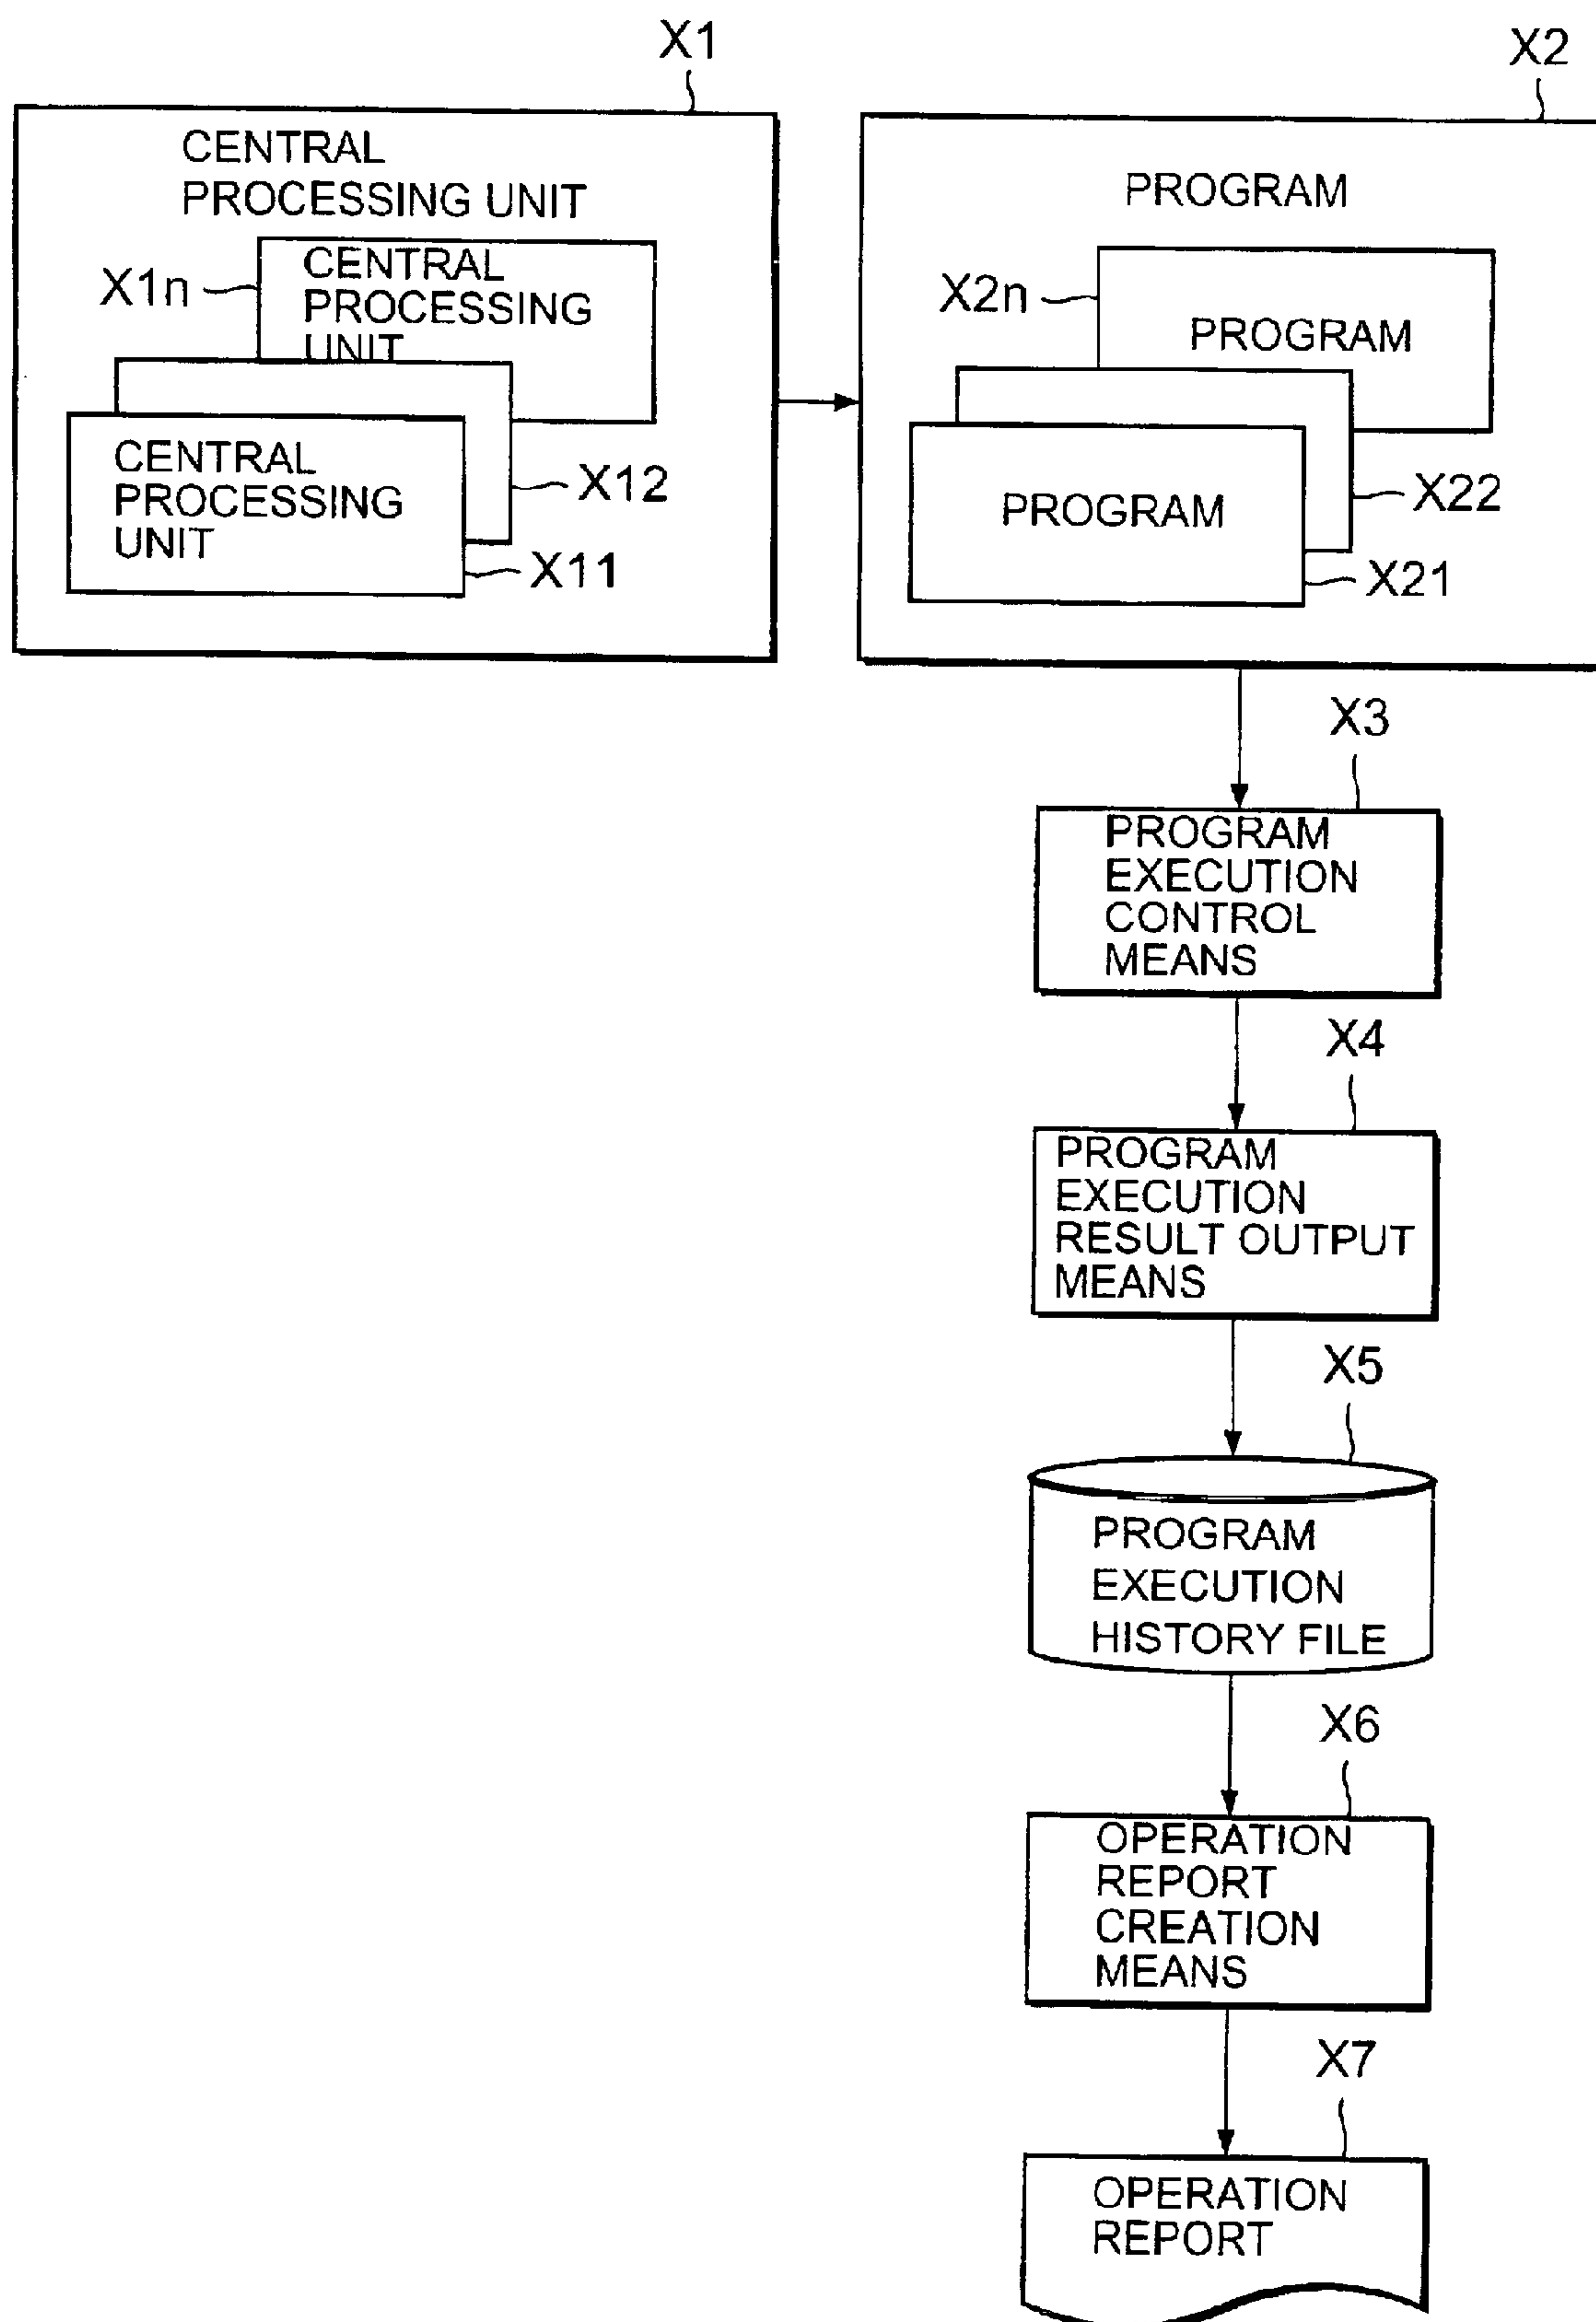 X1
X2
CENTRAL
PROCESSING UNIT
PROGRAM
X1n
CENTRAL
PROCESSING
UNIT
X2n
PROGRAM
CENTRAL
PROCESSING
UNIT
X12
X11
PROGRAM
X22
X21
X3
PROGRAM
EXECUTION
CONTROL
MEANS
X4
PROGRAM
EXECUTION
RESULT OUTPUT
MEANS
X5
PROGRAM
EXECUTION
HISTORY FILE
X6
OPERATION
REPORT
CREATION
MEANS
X7
OPERATION
REPORT